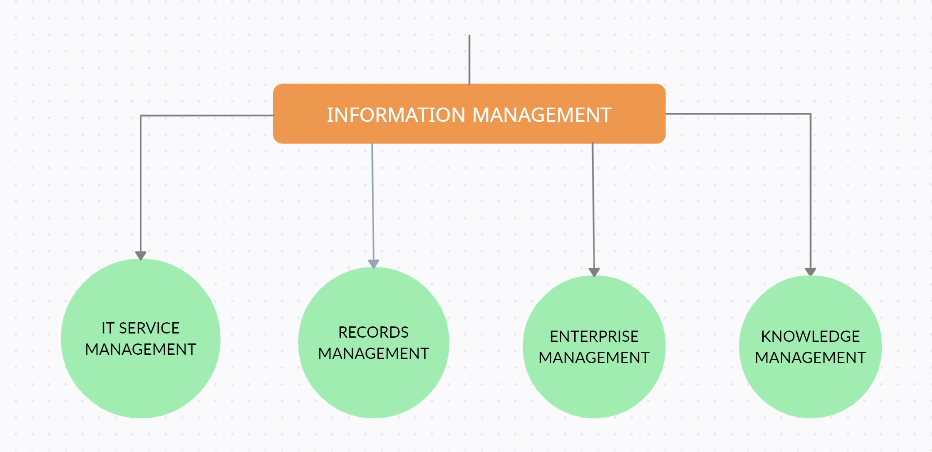 INFORMATION MANAGEMENT
IT SERVICE
MANAGEMENT
RECORDS
MANAGEMENT
ENTERPRISE
MANAGEMENT
KNOWLEDGE
MANAGEMENT